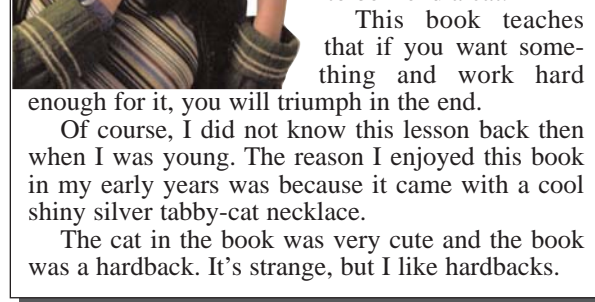 This book teaches
that if you want some-
thing and work hard
enough for it, you will triumph in the end.
Of course, I did not know this lesson back then
when I was young. The reason I enjoyed this book
in my early years was because it came with a cool
shiny silver tabby-cat necklace.
The cat in the book was very cute and the book
was a hardback. It's strange, but I like hardbacks.